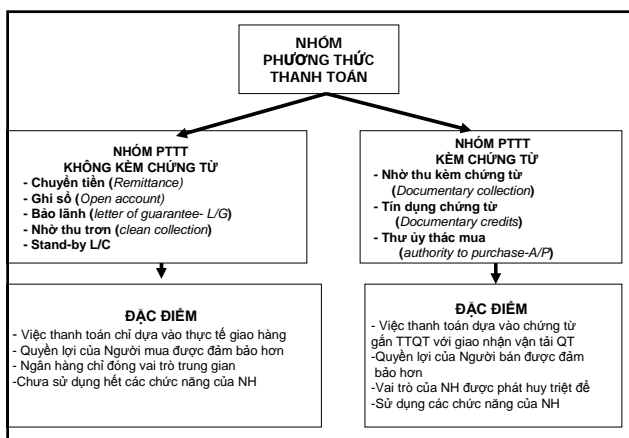 NHÓM
PHƯƠNG THỨC
THANH TOÁN
NHÓM PTTT
KHÔNG KÈM CHỨNG TỪ
- Chuyển tiền (Remittance)
- Ghi sổ (Open account)
- Bảo lãnh (letter of guarantee- L/G)
- Nhờ thu trơn (clean collection)
- Stand-by L/C
NHÓM PTTT
KÈM CHỨNG TỪ
- Nhờ thu kèm chứng từ
(Documentary collection)
- Tín dụng chứng từ
(Documentary credits)
- Thư ủy thác mua
(authority to purchase-A/P)
ĐẶC ĐIỂM
- Việc thanh toán chỉ dựa vào thực tế giao hàng
- Quyền lợi của Người mua được đảm bảo hơn
- Ngân hàng chỉ đóng vai trò trung gian
-Chưa sử dụng hết các chức năng của NH
ĐẶC ĐIỂM
- Việc thanh toán dựa vào chứng từ
gắn TTQT với giao nhận vận tải QT
-Quyền lợi của Người bán được đảm
bảo hơn
-Vai trò của NH được phát huy triệt để
- Sử dụng các chức năng của NH